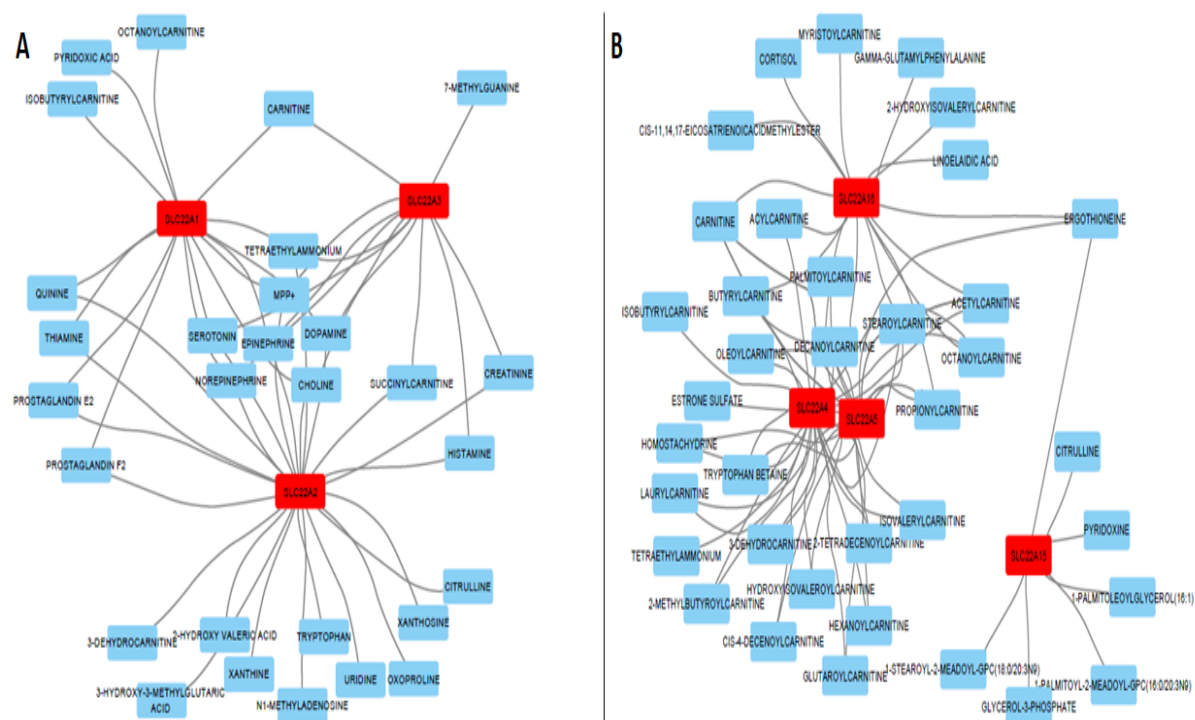 A
OCTANOYLCARNITINE
PYRIDOXIC ACID
ISOBUTYRYLCARNITINE
CARNITINE
7-METHYLGUANINE
SLC22A1
SLC22A3
TETRAETHYLAMMONIUM
QUININE
MPP+
THIAMINE
SEROTONIN
EPINEPHRINE
DOPAMINE
NOREPINEPHRINE
CHOLINE
SUCCINYLCARNITINE
CREATININE
PROSTAGLANDIN E2
PROSTAGLANDIN F2
HISTAMINE
SLC22A2
CITRULLINE
XANTHOSINE
3-DEHYDROCARNITINE
2-HYDROXY VALERIC ACID
TRYPTOPHAN
XANTHINE
URIDINE
OXOPROLINE
3-HYDROXY-3-METHYLGLUTARIC
ACID
N1-METHYLADENOSINE
B
MYRISTOYLCARNITINE
CORTISOL
GAMMA-GLUTAMYLPHENYLALANINE
2-HYDROXYISOVALERYLCARNITINE
CIS-11,14,17-EICOSATRIENOICACIDMETHYLESTER
LINOELAIDIC ACID
SLC22A16
CARNITINE
ACYLCARNITINE
ERGOTHIONEINE
PALMITOYLCARNITINE
BUTYRYLCARNITINE
ACETYLCARNITINE
ISOBUTYRYLCARNITINE
STEAROYLCARNITINE
OLEOYLCARNITINE
DECANOYLCARNITINE
OCTANOYLCARNITINE
ESTRONE SULFATE
SLC22A4
SLC22A5
PROPIONYLCARNITINE
HOMOSTACHYDRINE
TRYPTOPHAN BETAINE
CITRULLINE
LAURYLCARNITINE
ISOVALERYLCARNITINE
PYRIDOXINE
3-DEHYDROCARNITINE
2-TETRADECENOYLCARNITINE
TETRAETHYLAMMONIUM
SLC22A15
2-METHYLBUTYROYLCARNITINE
HYDROXYISOVALEROYLCARNITINE
1-PALMITOLEOYLGLYCEROL(16:1)
CIS-4-DECENOYLCARNITINE
HEXANOYLCARNITINE
GLUTAROYLCARNITINE
1-STEAROYL-2-MEADOYL-GPC(18:0/20:3N9)
1-PALMITOYL-2-MEADOYL-GPC(16:0/20:3N9)
GLYCEROL-3-PHOSPHATE